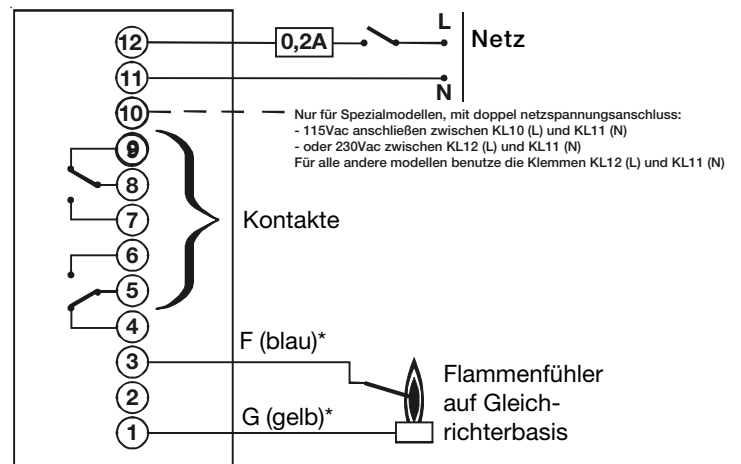 12
0,2A
L
Netz
11
N
10
Nur für Spezialmodellen, mit doppel netzspannungsanschluss:
- 115Vac anschließen zwischen KL10 (L) und KL11 (N)
- oder 230Vac zwischen KL12 (L) und KL11 (N)
Für alle andere modellen benutze die Klemmen KL12 (L) und KL11 (N)
9
8
7
Kontakte
6
5
4
F (blau)*
3
Flammenfühler
auf Gleich-
richterbasis
2
G (gelb)*
1